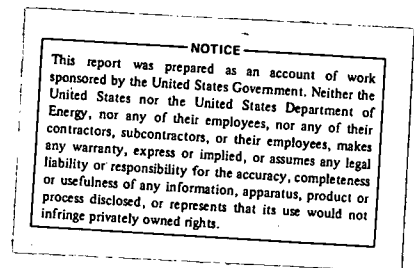 NOTICE
This report was prepared as an account of work
sponsored by the United States Government. Neither the
United States nor the United States Department of
Energy, nor any of their employees, nor any of their
contractors, subcontractors, or their employees, makes
any warranty, express or implied, or assumes any legal
liability or responsibility for the accuracy, completeness
or usefulness of any information, apparatus, product or
process disclosed, or represents that its use would not
infringe privately owned rights.